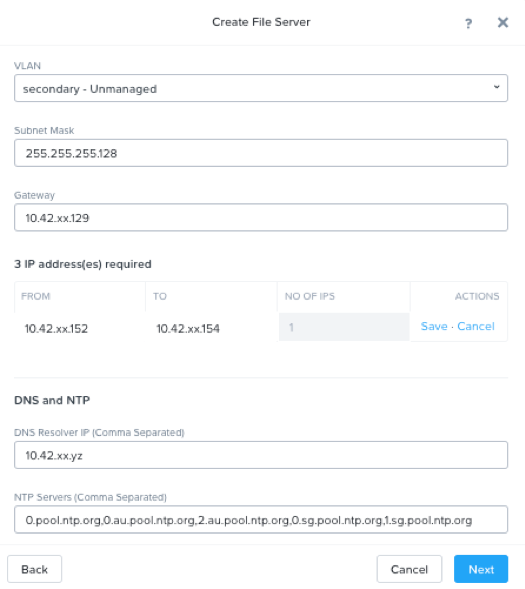 Create File Server
?
VLAN
secondary - Unmanaged
Subnet Mask
255.255.255.128
Gateway
10.42.xx.129
3 IP address(es) required
FROM TO NO OF IPS ACTIONS
10.42.xx.152 10.42.xx.154 1 Save · Cancel
DNS and NTP
DNS Resolver IP (Comma Separated)
10.42.xx.yz
NTP Servers (Comma Separated)
0.pool.ntp.org,0.au.pool.ntp.org,2.au.pool.ntp.org,0.sg.pool.ntp.org,1.sg.pool.ntp.org
Back Cancel Next